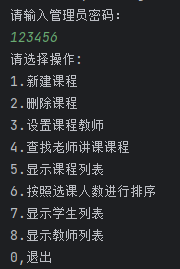 请输入管理员密码:
123456
请选择操作:
1.新建课程
2.删除课程
3.设置课程教师
4.查找老师讲课课程
5.显示课程列表
6.按照选课人数进行排序
7.显示学生列表
8.显示教师列表
0,退出